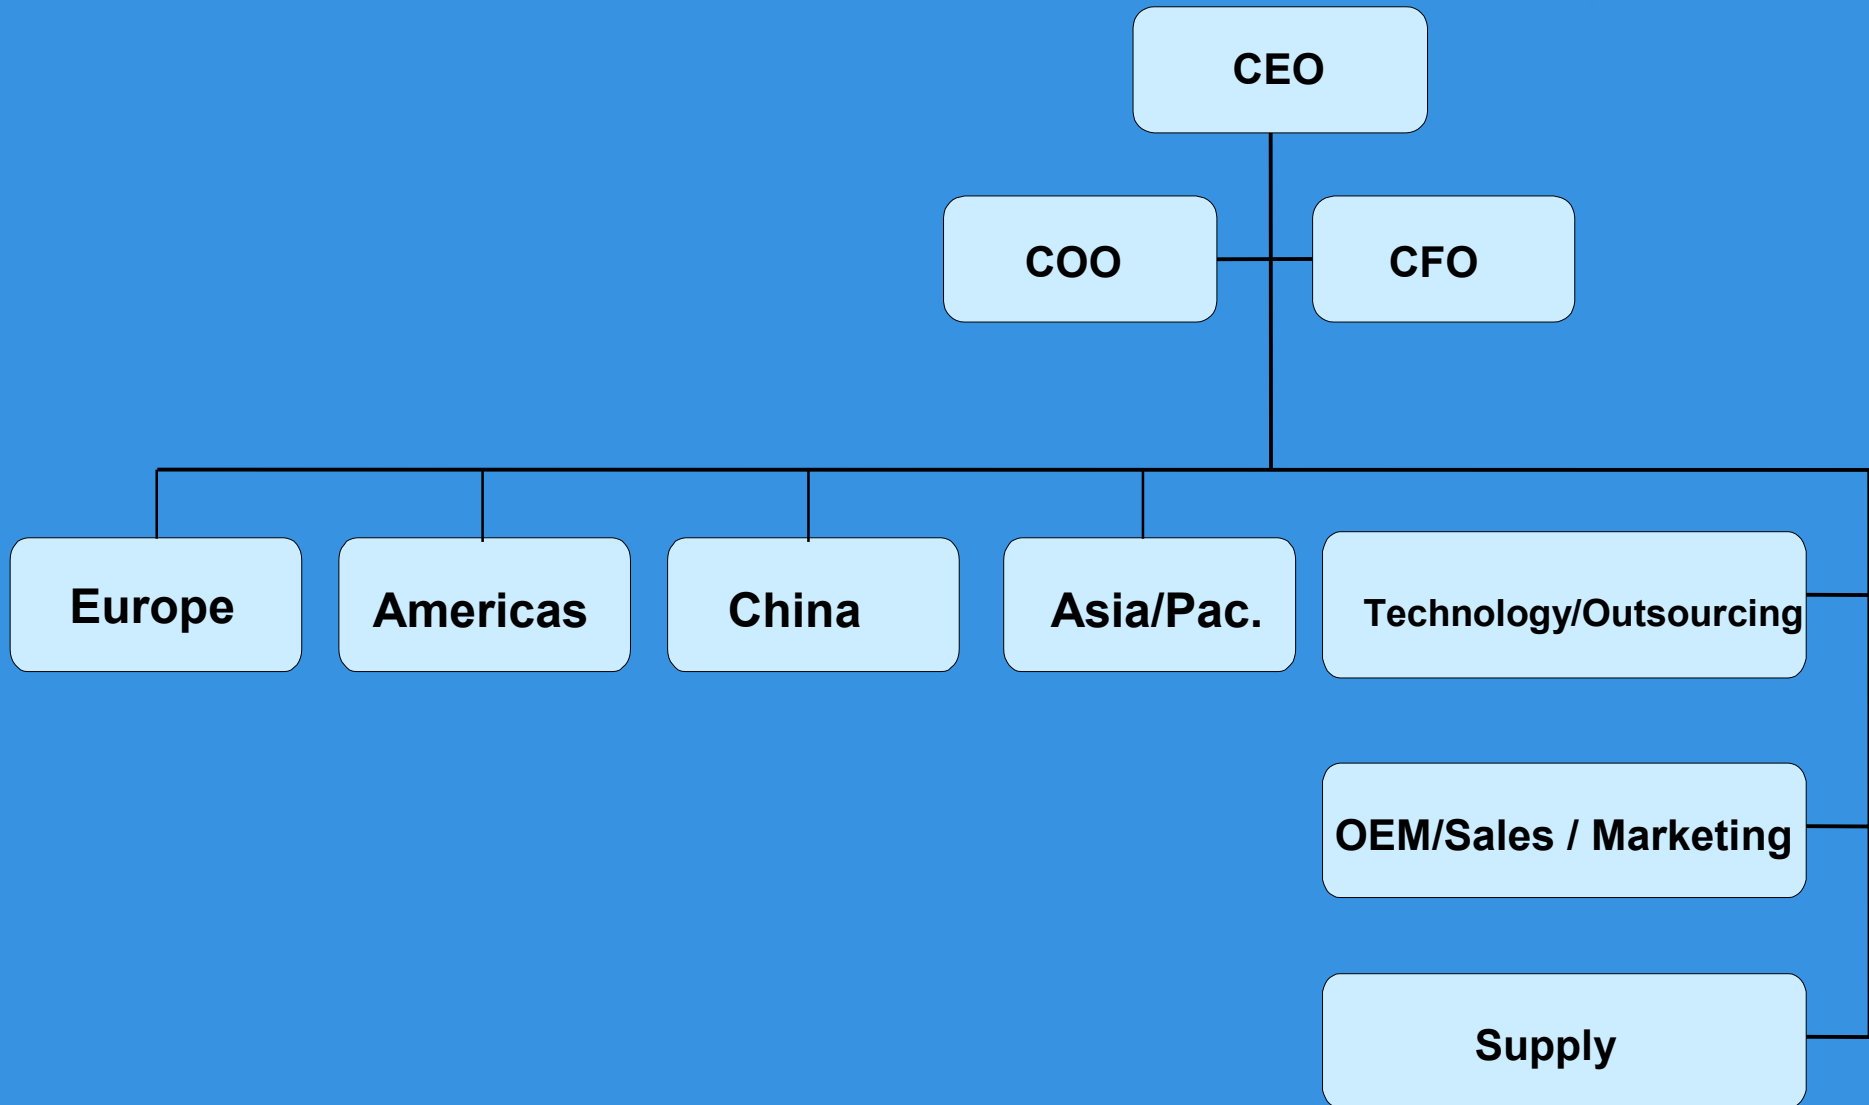 CEO
COO
CFO
Europe
Americas
China
Asia/Pac.
Technology/Outsourcing
OEM/Sales / Marketing
Supply